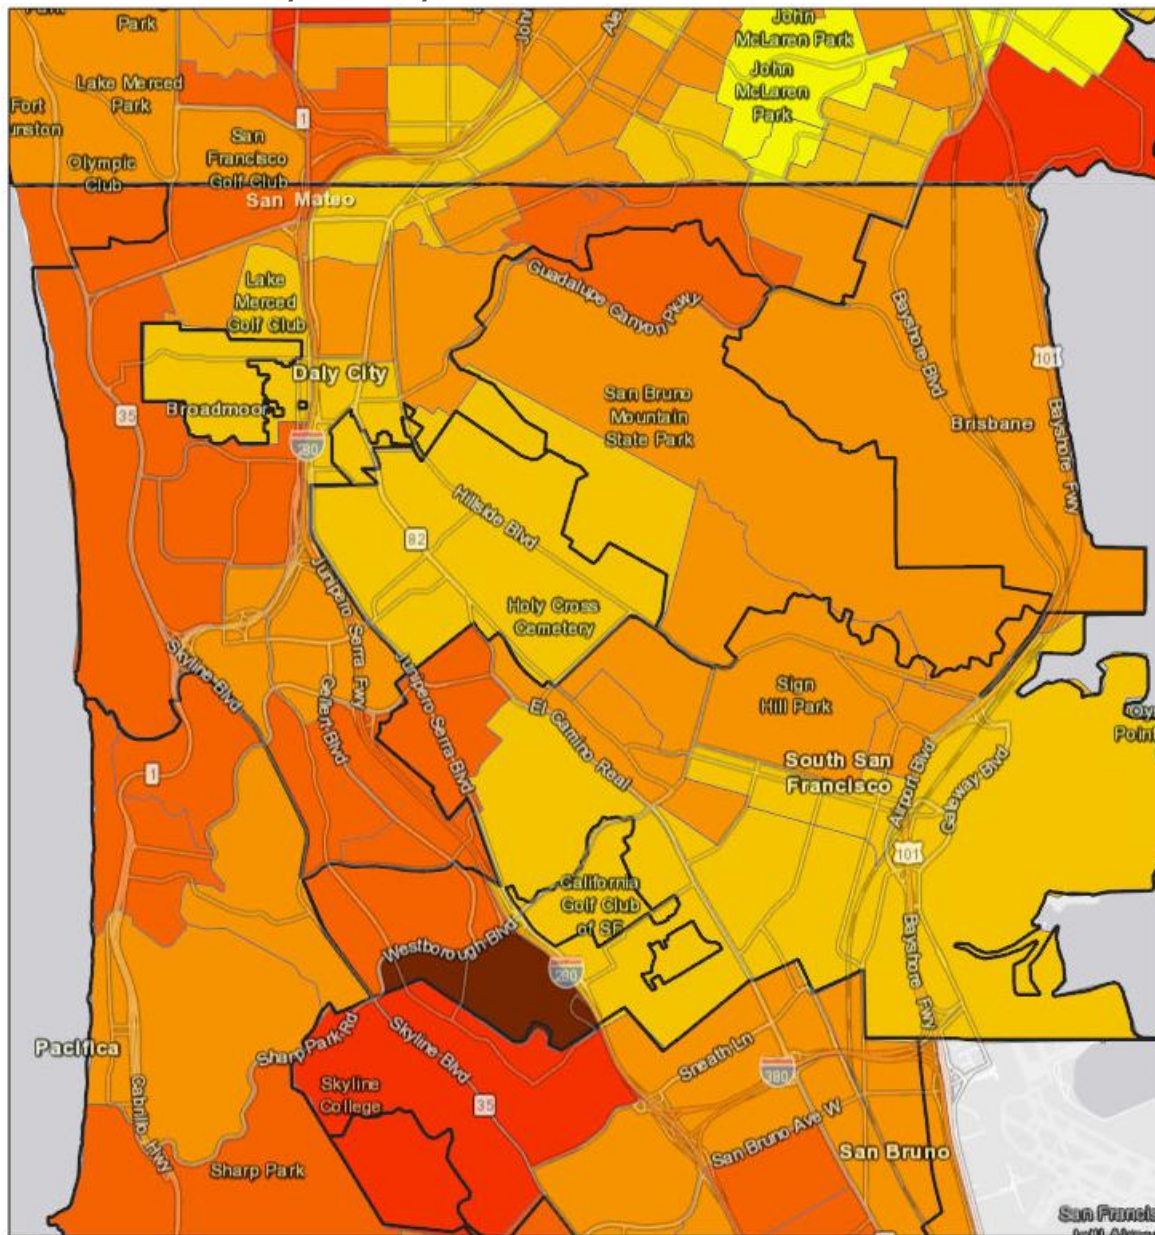 Park
Park
John
McLaren Park
Lake Merced
Park
John
McLaren
Park
Fort
1
San
Francisco
Golf Club
Olympic
Club
San Mateo
Guadalupe Canyon Pkwy
Lake
Merced
Golf Club
Bayshore Blvd
101
Daly City
San Bruno
Mountain
State Park
35
Broadmoor
Brisbane
280
Bayshore Fwy
Hillside Blvd
82
Junipero Serra Fwy
Holy Cross
Cemetery
Skyline Blvd
Junipero Serra Blvd
Gellert Blvd
Sign
Hill Park
El Camino Real
Point
1
South San
Francisco
Airport Blvd
Gateway Blvd
101
California
Golf Club
of SF
Westborough Blvd
280
Bayshore Fwy
Pacifica
Sharp Park Rd
Skyline Blvd
Sneath Ln
380
Cabrillo Hwy
Skyline
College
35
San Bruno Ave W
San Bruno
Sharp Park
San Francis